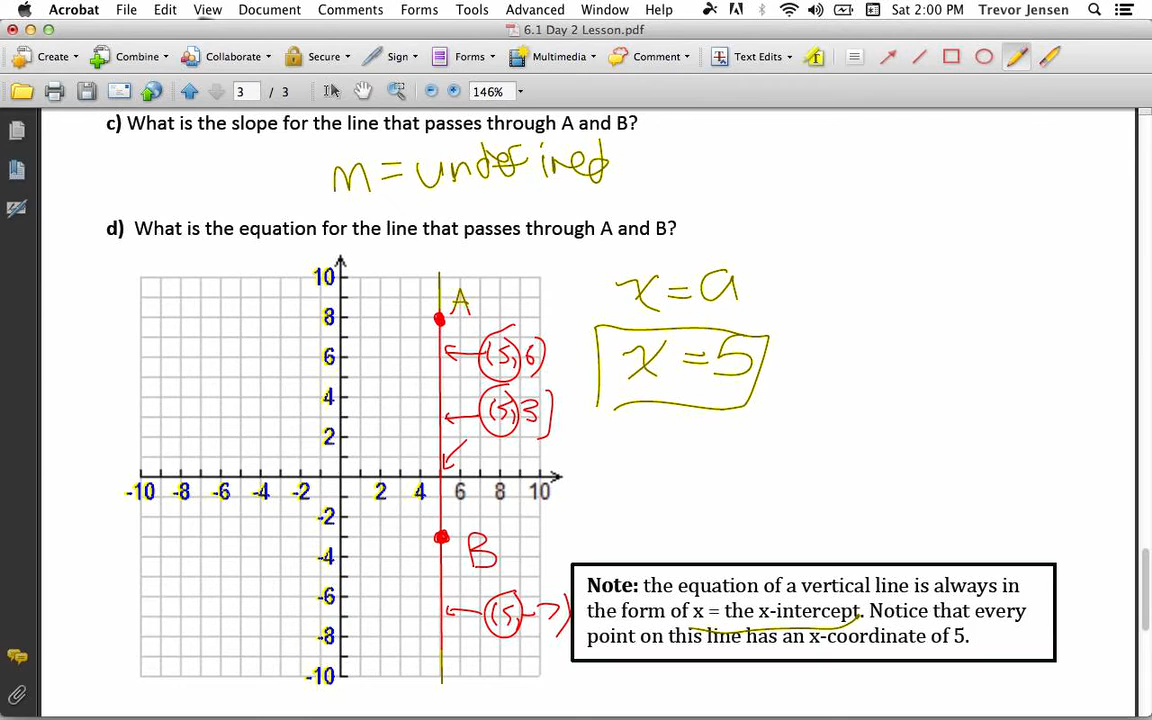 Acrobat File Edit View Document Comments Forms Tools Advanced Window Help Sat 2:00 PM Trevor Jensen
6.1 Day 2 Lesson.pdf
Create Combine Collaborate Secure Sign Forms Multimedia Comment Text Edits
3 / 3 146%
c) What is the slope for the line that passes through A and B?
m = undefined
d) What is the equation for the line that passes through A and B?
x = a
x = 5
10
8
6
4
2
-10 -8 -6 -4 -2 2 4 6 8 10
-2
-4
-6
-8
-10
A
(5, 6)
(5, 3)
B
(5, -7)
Note: the equation of a vertical line is always in
the form of x = the x-intercept. Notice that every
point on this line has an x-coordinate of 5.